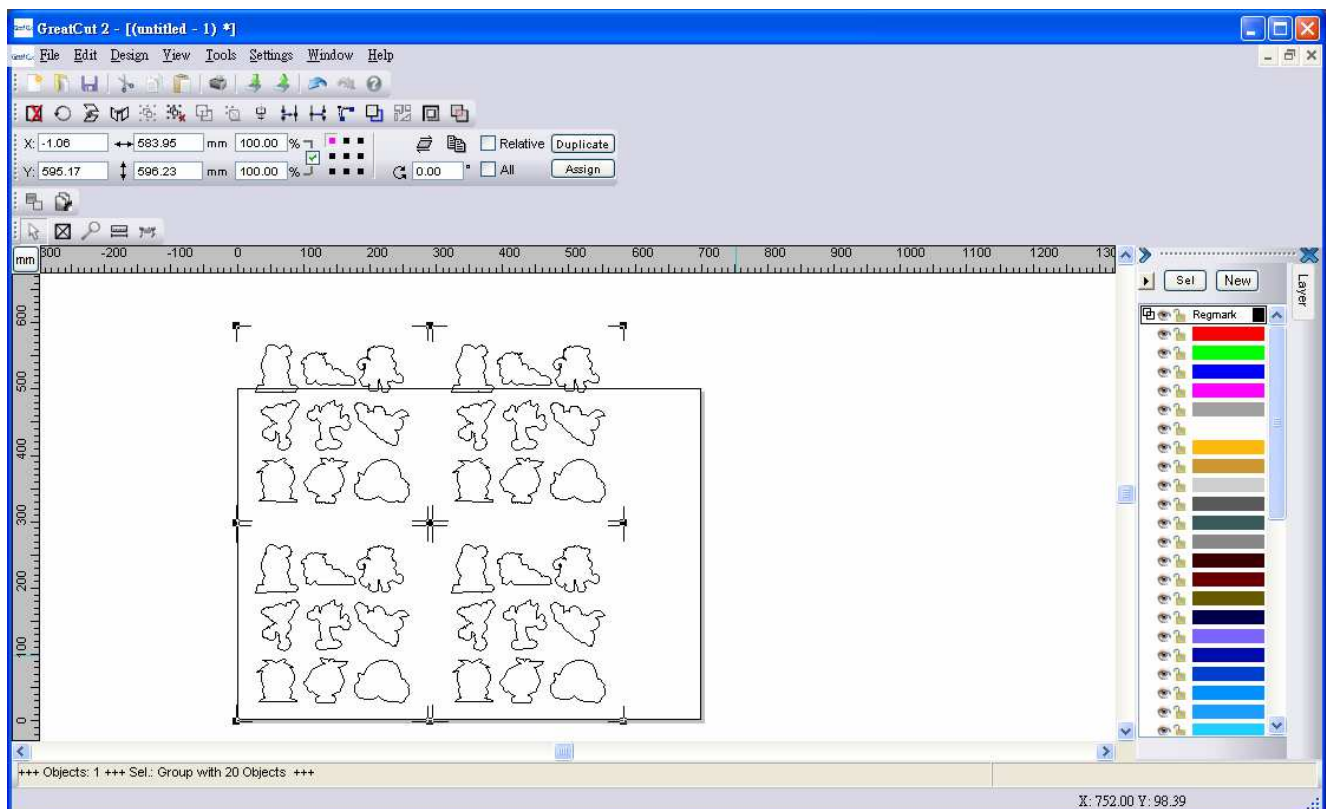 GreatCut 2 - [(untitled - 1) *]
File Edit Design View Tools Settings Window Help
X: -1.06 583.95 mm 100.00 % Relative Duplicate
Y: 595.17 596.23 mm 100.00 % 0.00 ° All Assign
mm 300 -200 -100 0 100 200 300 400 500 600 700 800 900 1000 1100 1200 130
Sel New
Layer
Regmark
600
500
400
300
200
100
0
+++ Objects: 1 +++ Sel.: Group with 20 Objects +++
X: 752.00 Y: 98.39